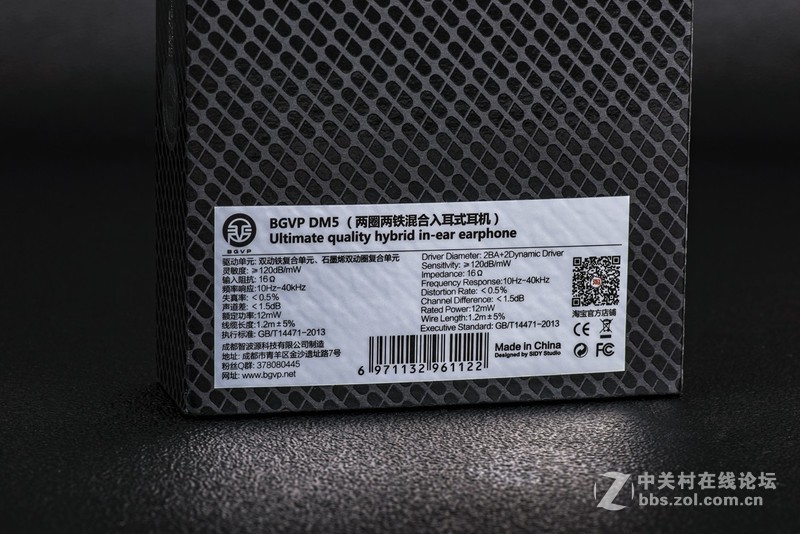 BGVP
BGVP DM5（两圈两铁混合入耳式耳机）
Ultimate quality hybrid in-ear earphone
驱动单元: 双动铁复合单元、石墨烯双动圈复合单元
灵敏度: ≥120dB/mW
输入阻抗: 16Ω
频率响应:10Hz-40kHz
失真率: <0.5%
声道差: <1.5dB
额定功率:12mW
线缆长度:1.2m±5%
执行标准: GB/T14471-2013
成都智波源科技有限公司制造
地址: 成都市青羊区金沙遗址路7号
粉丝Q群: 378080445
网址: www.bgvp.net
Driver Diameter: 2BA+2Dynamic Driver
Sensitivity: ≥120dB/mW
Impedance: 16Ω
Frequency Response:10Hz-40kHz
Distortion Rate: <0.5%
Channel Difference: <1.5dB
Rated Power:12mW
Wire Length:1.2m±5%
Executive Standard: GB/T14471-2013
6 971132 961122
Made in China
Designed by SIDY Studio
淘宝官方店铺
CE
FC
中关村在线论坛
bbs.zol.com.cn